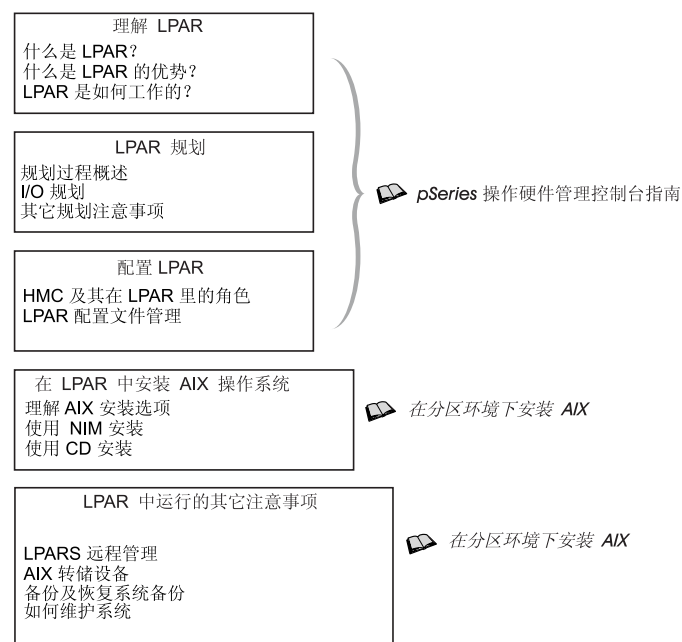 理解 LPAR
什么是 LPAR？
什么是 LPAR 的优势？
LPAR 是如何工作的？
LPAR 规划
规划过程概述
I/O 规划
其它规划注意事项
pSeries 操作硬件管理控制台指南
配置 LPAR
HMC 及其在 LPAR 里的角色
LPAR 配置文件管理
在 LPAR 中安装 AIX 操作系统
理解 AIX 安装选项
使用 NIM 安装
使用 CD 安装
在分区环境下安装 AIX
LPAR 中运行的其它注意事项
LPARS 远程管理
AIX 转储设备
备份及恢复系统备份
如何维护系统
在分区环境下安装 AIX